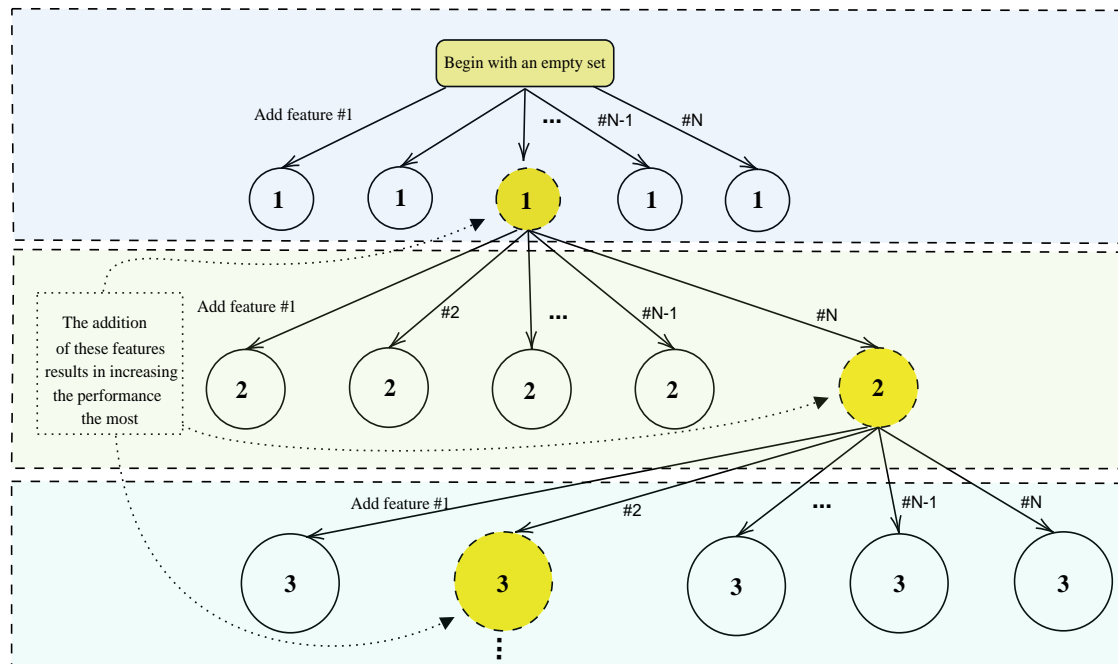 Begin with an empty set
Add feature #1
...
#N-1
#N
1
1
1
1
1
Add feature #1
#2
...
#N-1
#N
The addition
of these features
results in increasing
the performance
the most
2
2
2
2
2
Add feature #1
#2
...
#N-1
#N
3
3
3
3
3